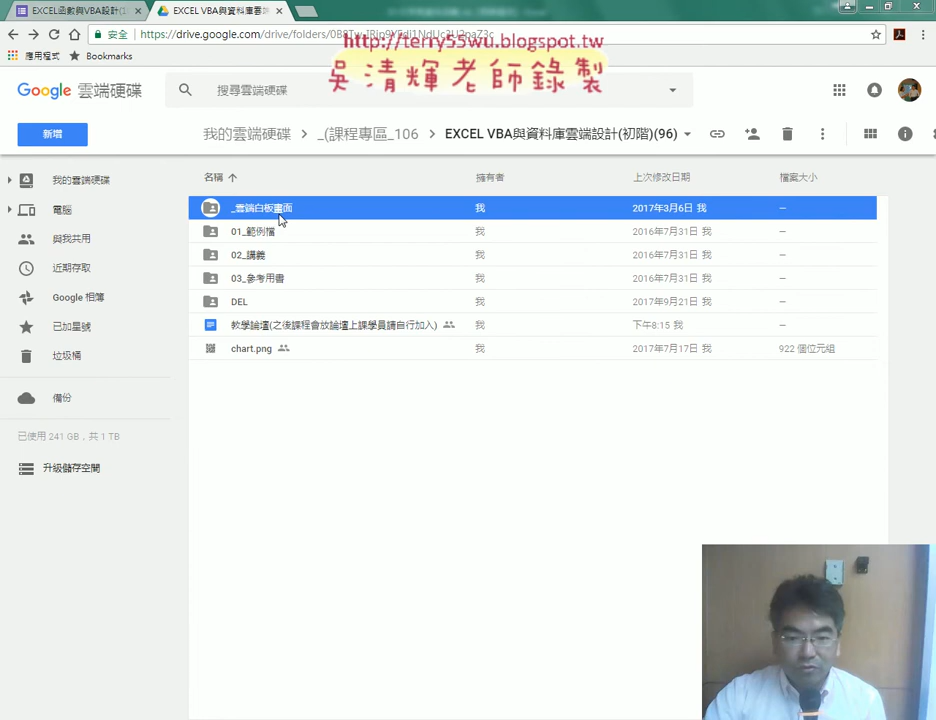 EXCEL函數與VBA設計(
EXCEL VBA與資料庫雲
安全
http://terry55wu.blogspot.tw
吳清輝老師錄製
應用程式
Bookmarks
Google 雲端硬碟
搜尋雲端硬碟
新增
我的雲端硬碟
_(課程專區_106
EXCEL VBA與資料庫雲端設計(初階)(96)
名稱
擁有者
上次修改日期
檔案大小
我的雲端硬碟
電腦
與我共用
近期存取
Google 相簿
已加星號
垃圾桶
備份
已使用 241 GB，共 1 TB
升級儲存空間
_雲端白板畫面 我 2017年3月6日 我 –
01_範例檔 我 2016年7月31日 我 –
02_講義 我 2016年7月31日 我 –
03_參考用書 我 2016年7月31日 我 –
DEL 我 2017年9月21日 我 –
教學論壇(之後課程會放論壇上課學員請自行加入) 我 下午8:15 我 –
chart.png 我 2017年7月17日 我 922 個位元組